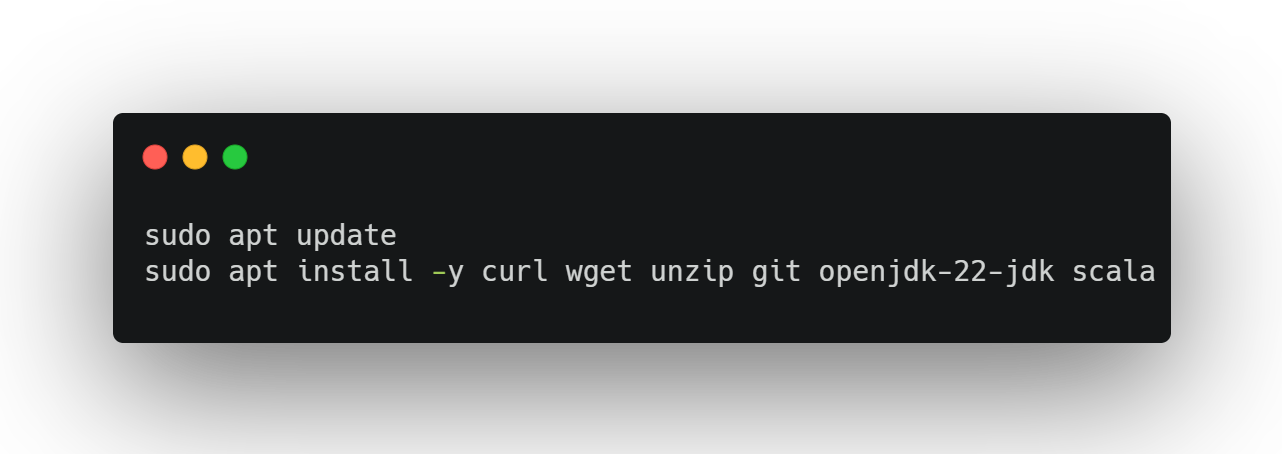 sudo apt update
sudo apt install -y curl wget unzip git openjdk-22-jdk scala